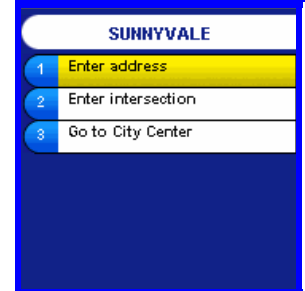 SUNNYVALE
1 Enter address
2 Enter intersection
3 Go to City Center